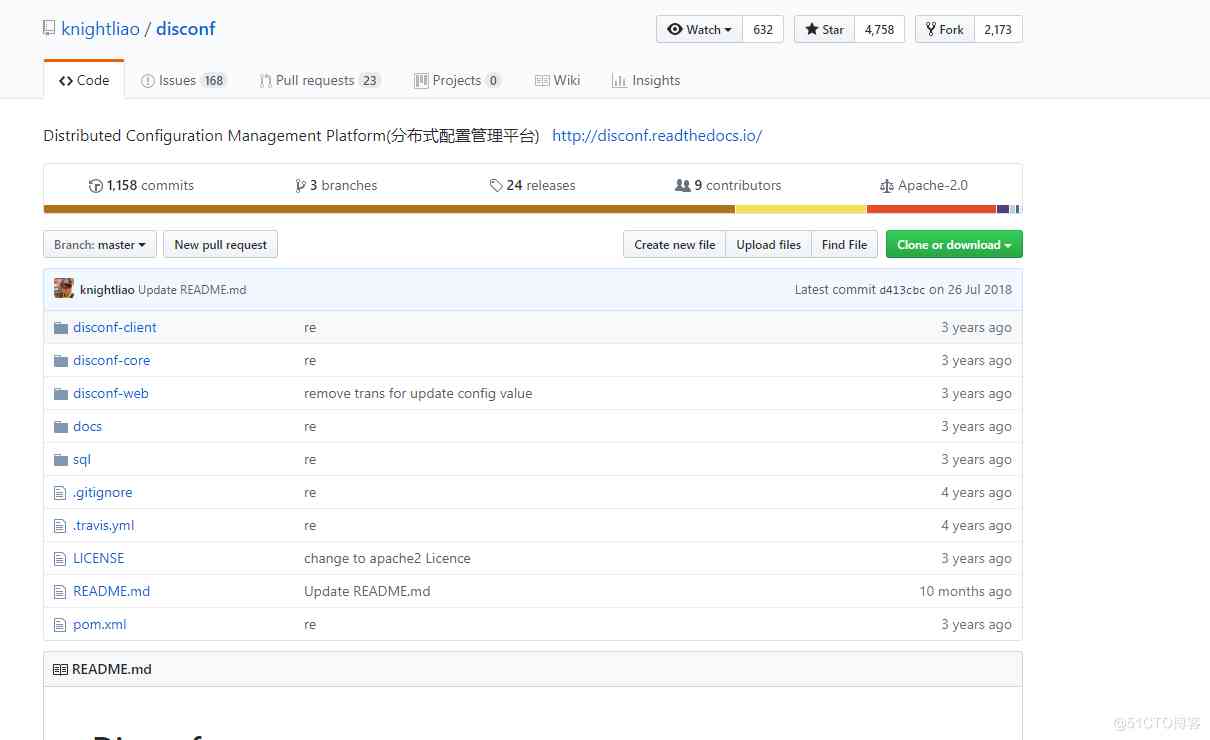 knightliao / disconf
Watch 632 Star 4,758 Fork 2,173
Code Issues 168 Pull requests 23 Projects 0 Wiki Insights
Distributed Configuration Management Platform(分布式配置管理平台) http://disconf.readthedocs.io/
1,158 commits 3 branches 24 releases 9 contributors Apache-2.0
Branch: master New pull request Create new file Upload files Find File Clone or download
knightliao Update README.md Latest commit d413cbc on 26 Jul 2018
disconf-client re 3 years ago
disconf-core re 3 years ago
disconf-web remove trans for update config value 3 years ago
docs re 3 years ago
sql re 3 years ago
.gitignore re 4 years ago
.travis.yml re 4 years ago
LICENSE change to apache2 Licence 3 years ago
README.md Update README.md 10 months ago
pom.xml re 3 years ago
README.md
Disconf
@51CTO博客